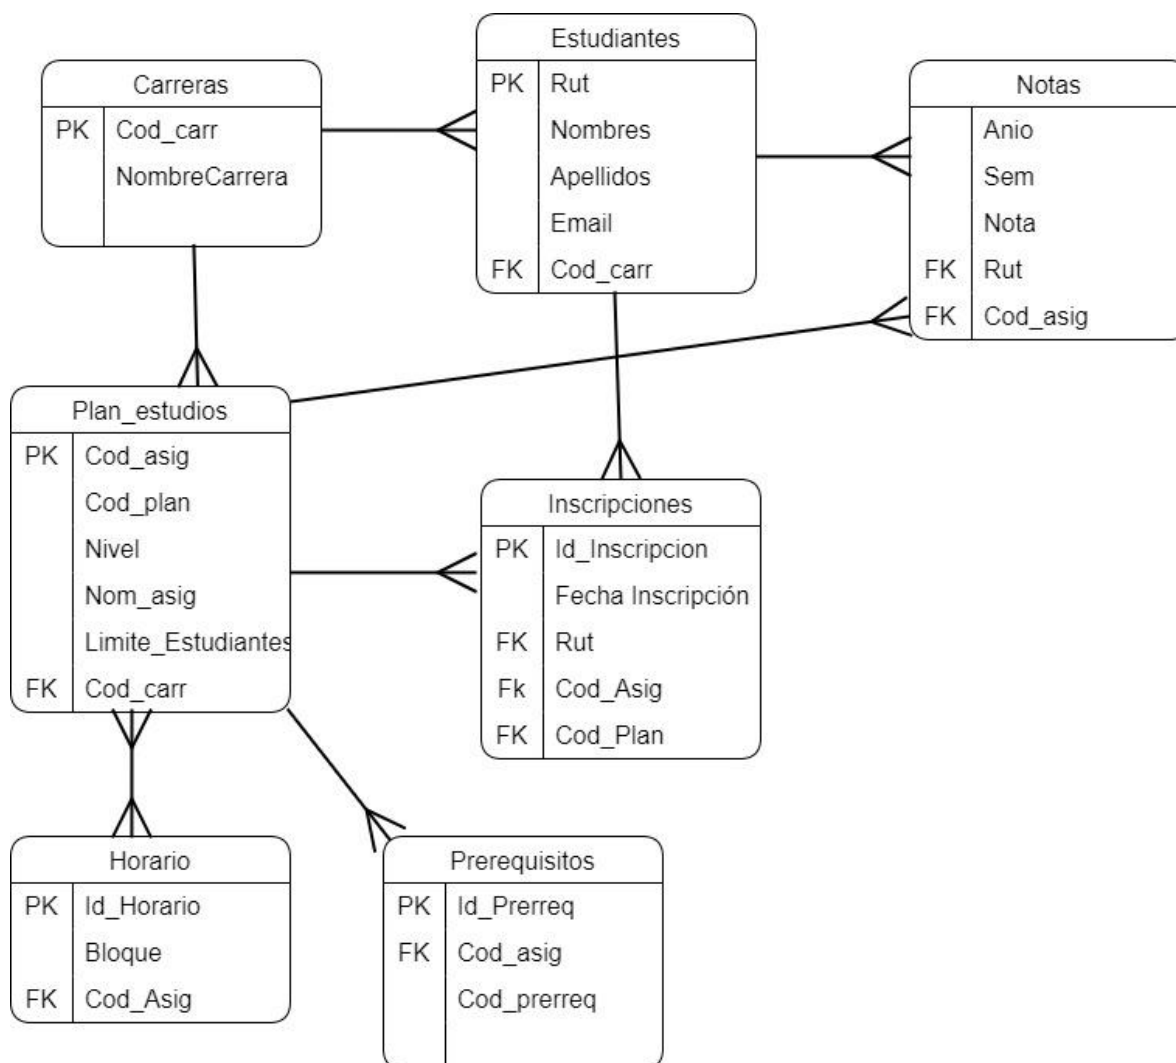 Carreras
PK Cod_carr
NombreCarrera
Estudiantes
PK Rut
Nombres
Apellidos
Email
FK Cod_carr
Notas
Anio
Sem
Nota
FK Rut
FK Cod_asig
Plan_estudios
PK Cod_asig
Cod_plan
Nivel
Nom_asig
Limite_Estudiantes
FK Cod_carr
Inscripciones
PK Id_Inscripcion
Fecha Inscripción
FK Rut
Fk Cod_Asig
FK Cod_Plan
Horario
PK Id_Horario
Bloque
FK Cod_Asig
Prerequisitos
PK Id_Prerreq
FK Cod_asig
Cod_prerreq